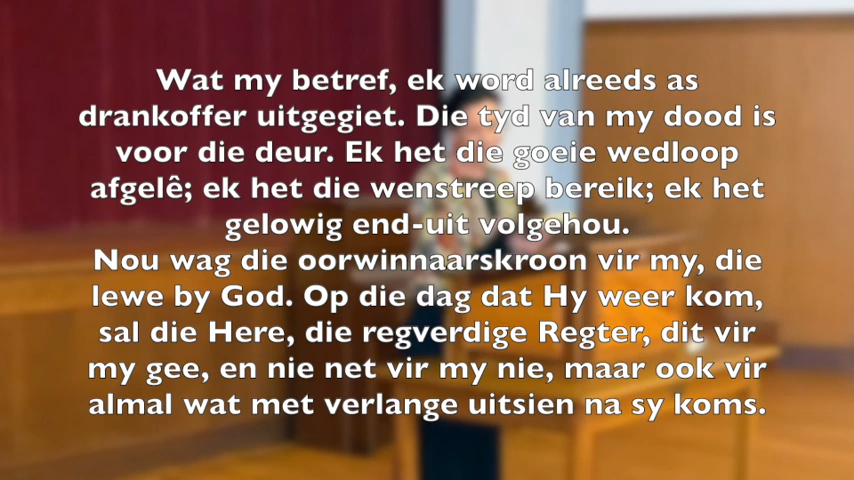 Wat my betref, ek word alreeds as
drankoffer uitgegiet. Die tyd van my dood is
voor die deur. Ek het die goeie wedloop
afgelê; ek het die wenstreep bereik; ek het
gelowig end-uit volgehou.
Nou wag die oorwinnaarskroon vir my, die
lewe by God. Op die dag dat Hy weer kom,
sal die Here, die regverdige Regter, dit vir
my gee, en nie net vir my nie, maar ook vir
almal wat met verlange uitsien na sy koms.